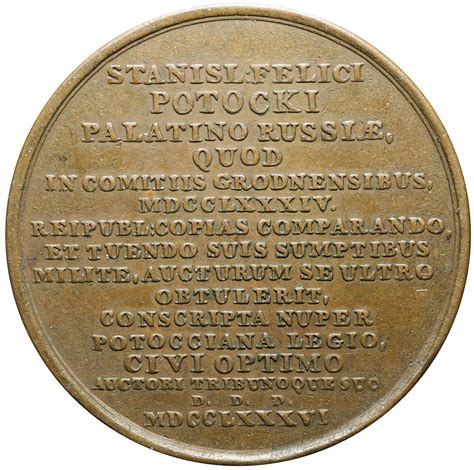 STANISL:FELICI
POTOCKI
PALATINO RUSSIÆ,
QUOD
IN COMITIIS GRODNENSIBUS,
MDCCLXXXIV.
REIPUBL:COPIAS COMPARANDO,
ET TUENDO SUIS SUMPTIBUS
MILITE, AUCTURUM SE ULTRO
OBTULERIT,
CONSCRIPTA NUPER
POTOCCIANA LEGIO,
CIVI OPTIMO
AUCTORI TRIBUNOQUE SUO
D. D. D.
MDCCLXXXVI